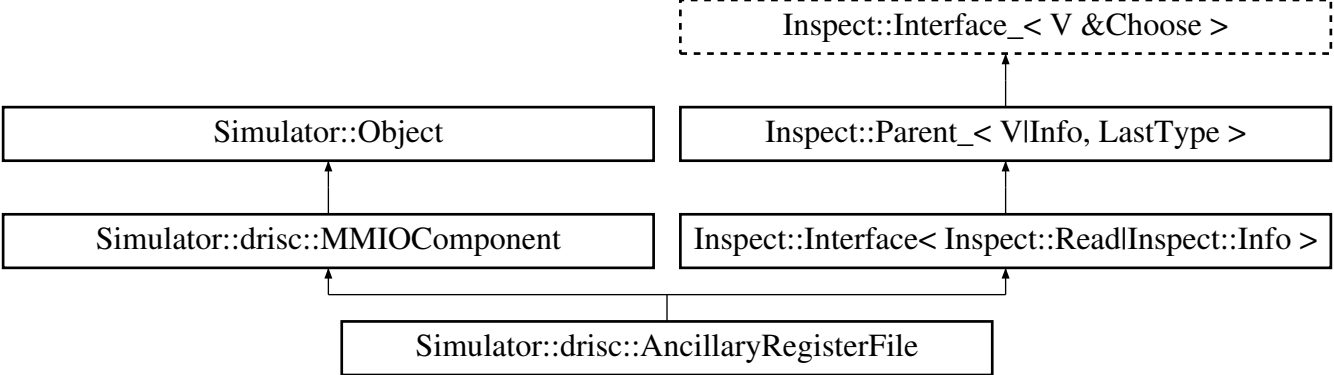 Inspect::Interface_< V &Choose >
Simulator::Object
Inspect::Parent_< V|Info, LastType >
Simulator::drisc::MMIOComponent
Inspect::Interface< Inspect::Read|Inspect::Info >
Simulator::drisc::AncillaryRegisterFile